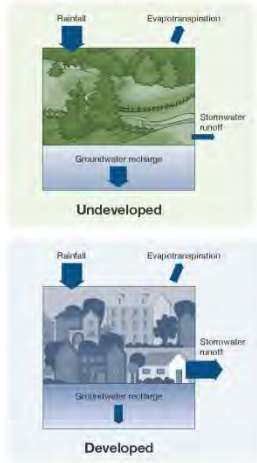 Rainfall
Evapotranspiration
Stormwater
runoff
Groundwater recharge
Undeveloped
Rainfall
Evapotranspiration
Stormwater
runoff
Groundwater recharge
Developed